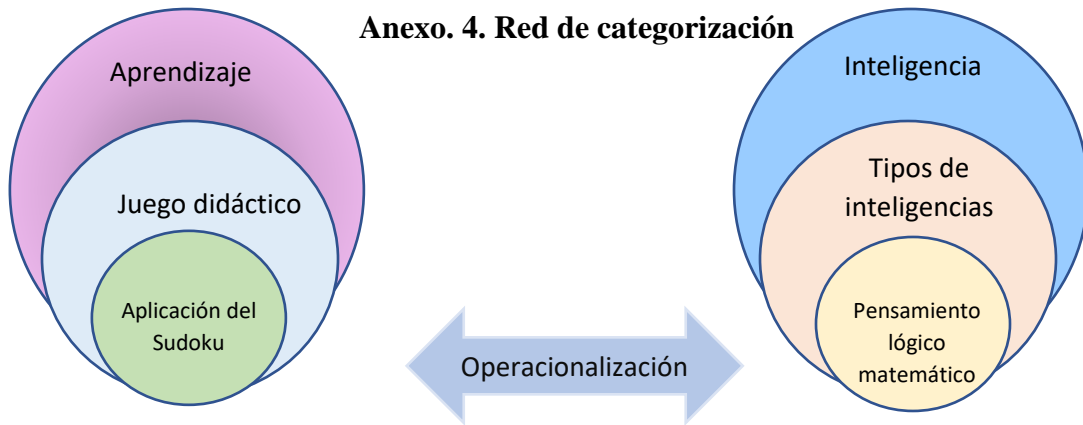 Anexo. 4. Red de categorización
Aprendizaje
Juego didáctico
Aplicación del
Sudoku
Operacionalización
Inteligencia
Tipos de
inteligencias
Pensamiento
lógico
matemático